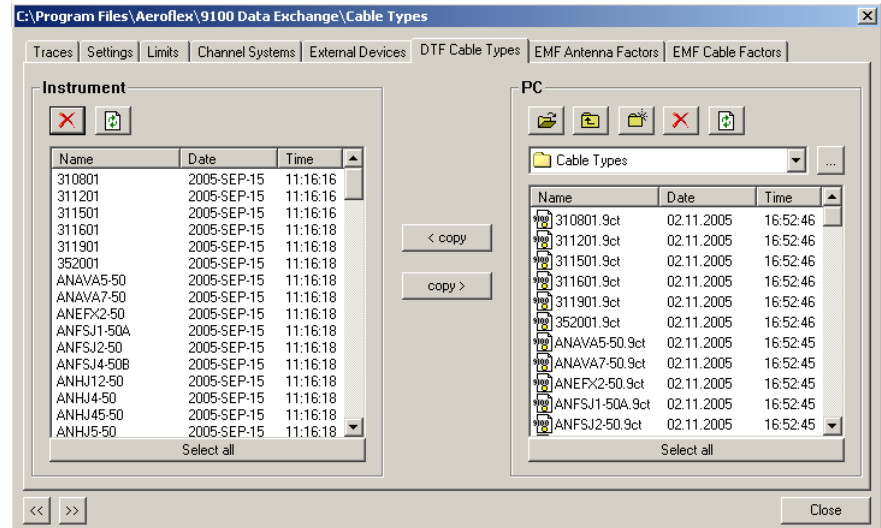 C:\Program Files\Aeroflex\9100 Data Exchange\Cable Types
Traces Settings Limits Channel Systems External Devices DTF Cable Types EMF Antenna Factors EMF Cable Factors
Instrument
Name Date Time
310801 2005-SEP-15 11:16:16
311201 2005-SEP-15 11:16:16
311501 2005-SEP-15 11:16:16
311601 2005-SEP-15 11:16:18
311901 2005-SEP-15 11:16:18
352001 2005-SEP-15 11:16:18
ANAVA5-50 2005-SEP-15 11:16:18
ANAVA7-50 2005-SEP-15 11:16:18
ANEFX2-50 2005-SEP-15 11:16:18
ANFSJ1-50A 2005-SEP-15 11:16:18
ANFSJ2-50 2005-SEP-15 11:16:18
ANFSJ4-50B 2005-SEP-15 11:16:18
ANHJ12-50 2005-SEP-15 11:16:18
ANHJ4-50 2005-SEP-15 11:16:18
ANHJ45-50 2005-SEP-15 11:16:18
ANHJ5-50 2005-SEP-15 11:16:18
Select all
< copy
copy >
PC
Cable Types
...
Name Date Time
310801.9ct 02.11.2005 16:52:46
311201.9ct 02.11.2005 16:52:46
311501.9ct 02.11.2005 16:52:46
311601.9ct 02.11.2005 16:52:46
311901.9ct 02.11.2005 16:52:46
352001.9ct 02.11.2005 16:52:46
ANAVA5-50.9ct 02.11.2005 16:52:46
ANAVA7-50.9ct 02.11.2005 16:52:45
ANEFX2-50.9ct 02.11.2005 16:52:45
ANFSJ1-50A.9ct 02.11.2005 16:52:45
ANFSJ2-50.9ct 02.11.2005 16:52:45
Select all
<< >>
Close